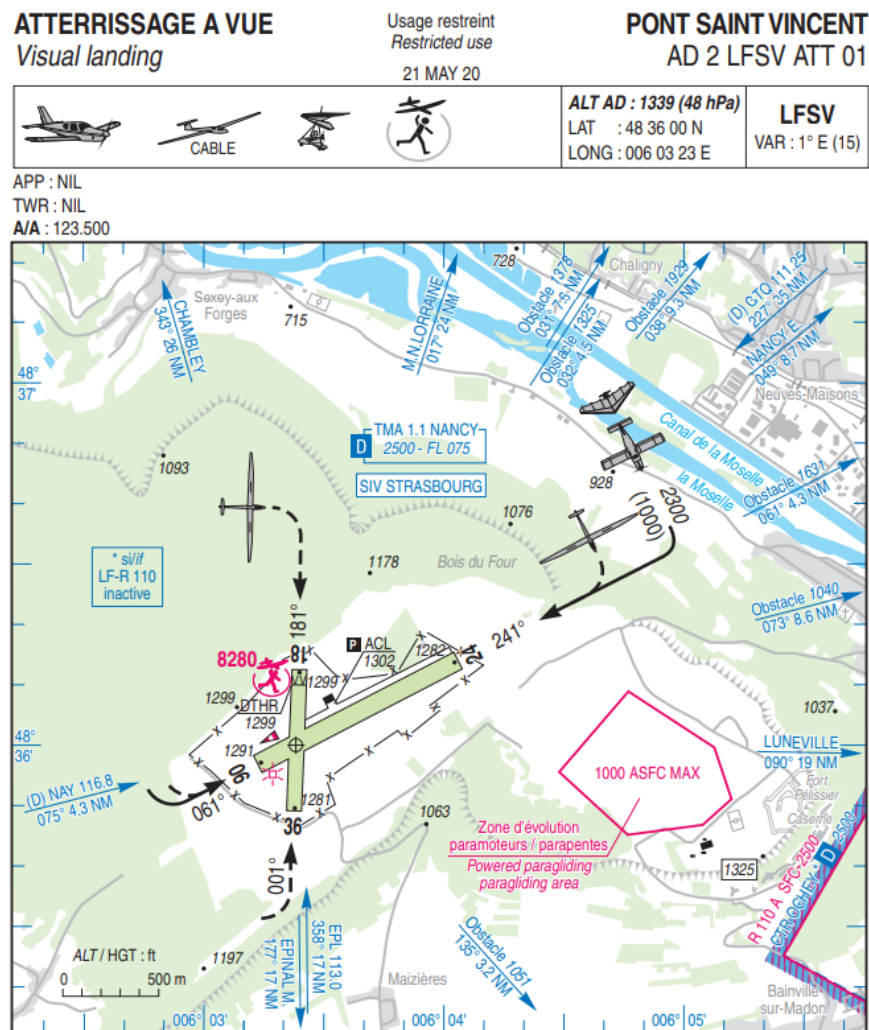 ATTERRISSAGE A VUE
Visual landing
Usage restreint
Restricted use
21 MAY 20
PONT SAINT VINCENT
AD 2 LFSV ATT 01
CABLE
ALT AD : 1339 (48 hPa)
LAT : 48 36 00 N
LONG : 006 03 23 E
LFSV
VAR : 1° E (15)
APP : NIL
TWR : NIL
A/A : 123.500
728
Chaligny
Sexey-aux
Forges
715
CHAMBLEY
343° 26 NM
M.N.LORRAINE
017° 24 NM
Obstacle 1378
031° 7.6 NM
Obstacle 1325
032° 4.5 NM
Obstacle 1929
038° 9.3 NM
(D) GTQ 111.25
227° 35 NM
NANCY E.
049° 8.7 NM
48°
37'
Neuves-Maisons
TMA 1.1 NANCY
D
2500 - FL 075
SIV STRASBOURG
Canal de la Moselle
la Moselle
1093
928
2300
(1000)
Obstacle 1631
061° 4.3 NM
1076
* si/if
LF-R 110
inactive
1178
Bois du Four
Obstacle 1040
073° 8.6 NM
181°
18
241°
24
8280
P ACL
1302
1282
1299
1299
DTHR
1299
1037
48°
36'
1291
06
061°
LUNEVILLE
090° 19 NM
1000 ASFC MAX
(D) NAY 116.8
075° 4.3 NM
1281
36
1063
Fort
Pélissier
Caserne
Zone d'évolution
paramoteurs / parapentes
Powered paragliding
paragliding area
1325
001°
R 110 A SFC-2500
CTR OCHEY D -2500
EPL 113.0
358° 17 NM
EPINAL M.
177° 17 NM
Obstacle 1051
135° 3.2 NM
1197
ALT / HGT : ft
0 500 m
Maizières
Bainville
sur-Madon
006° 03'
006° 04'
006° 05'